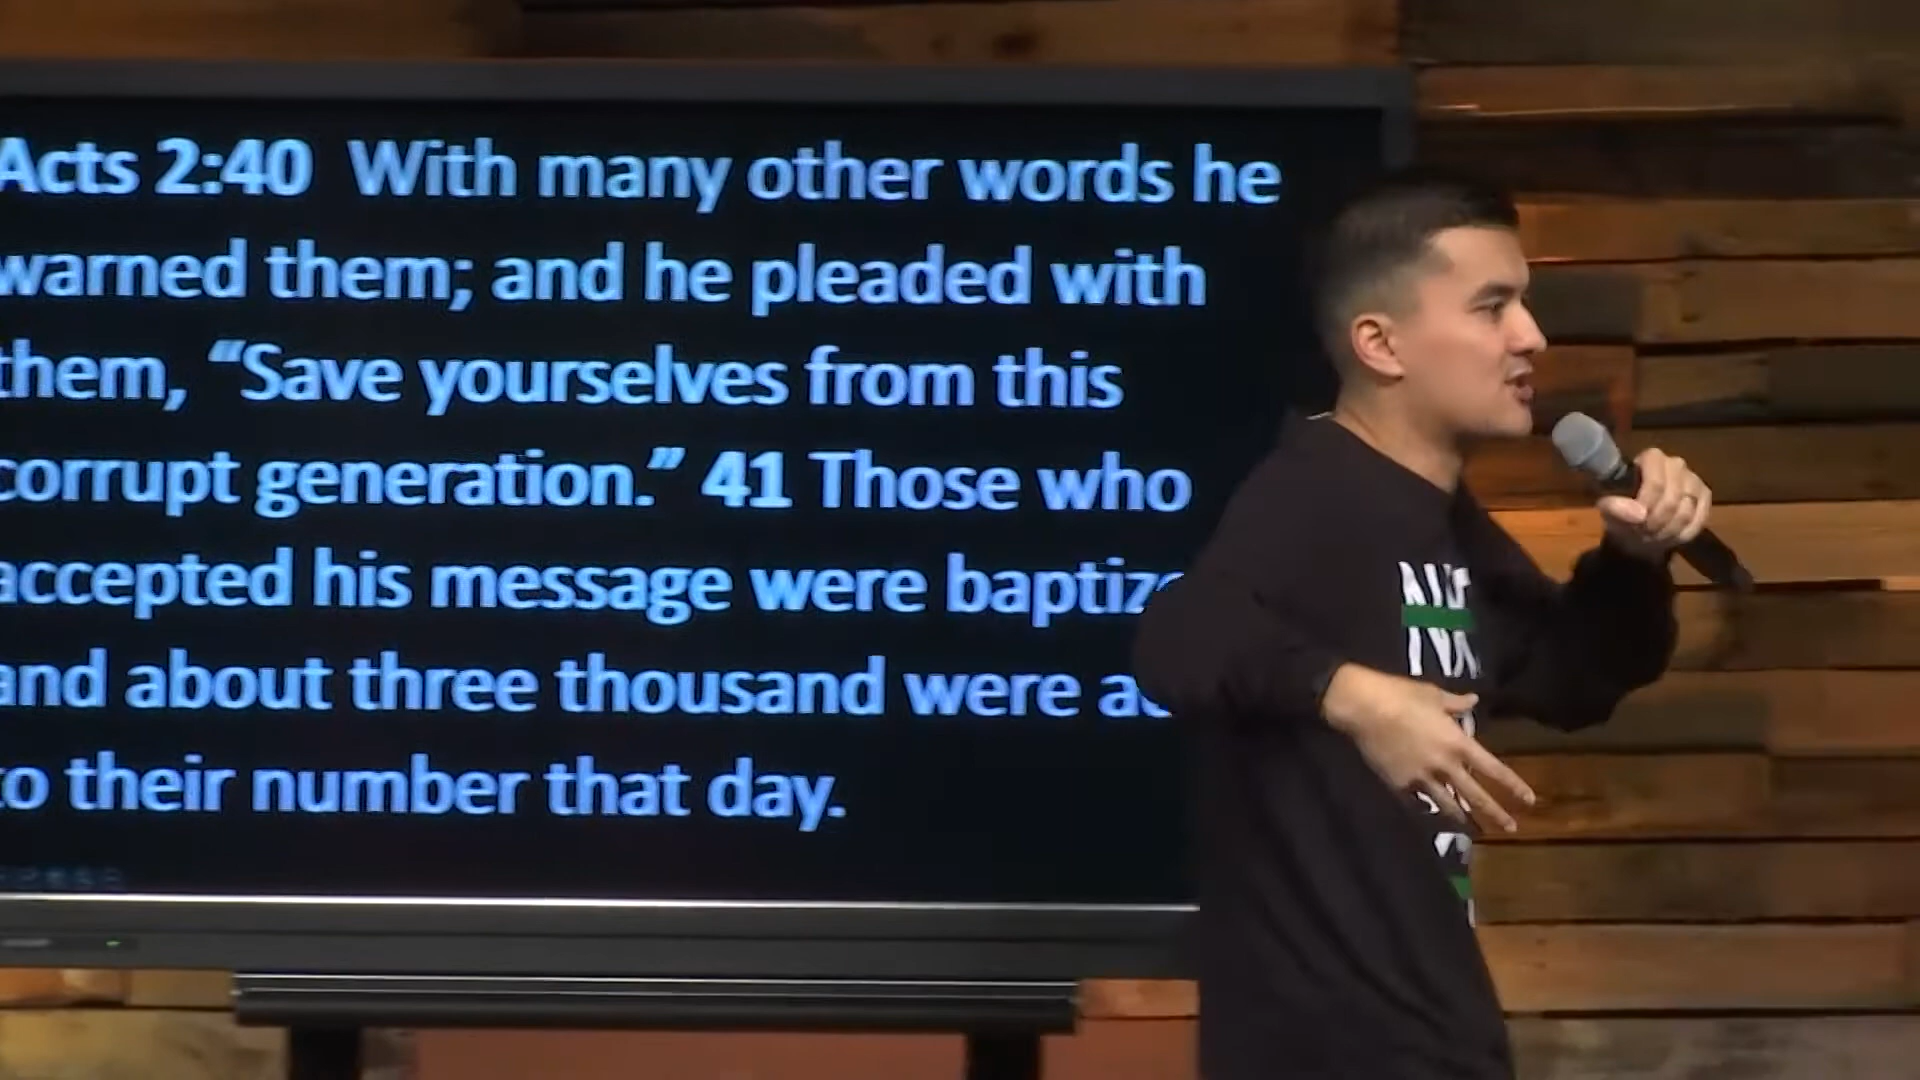 Acts 2:40 With many other words he
warned them; and he pleaded with
them, “Save yourselves from this
corrupt generation.” 41 Those who
accepted his message were
and about three thousand were
to their number that day.